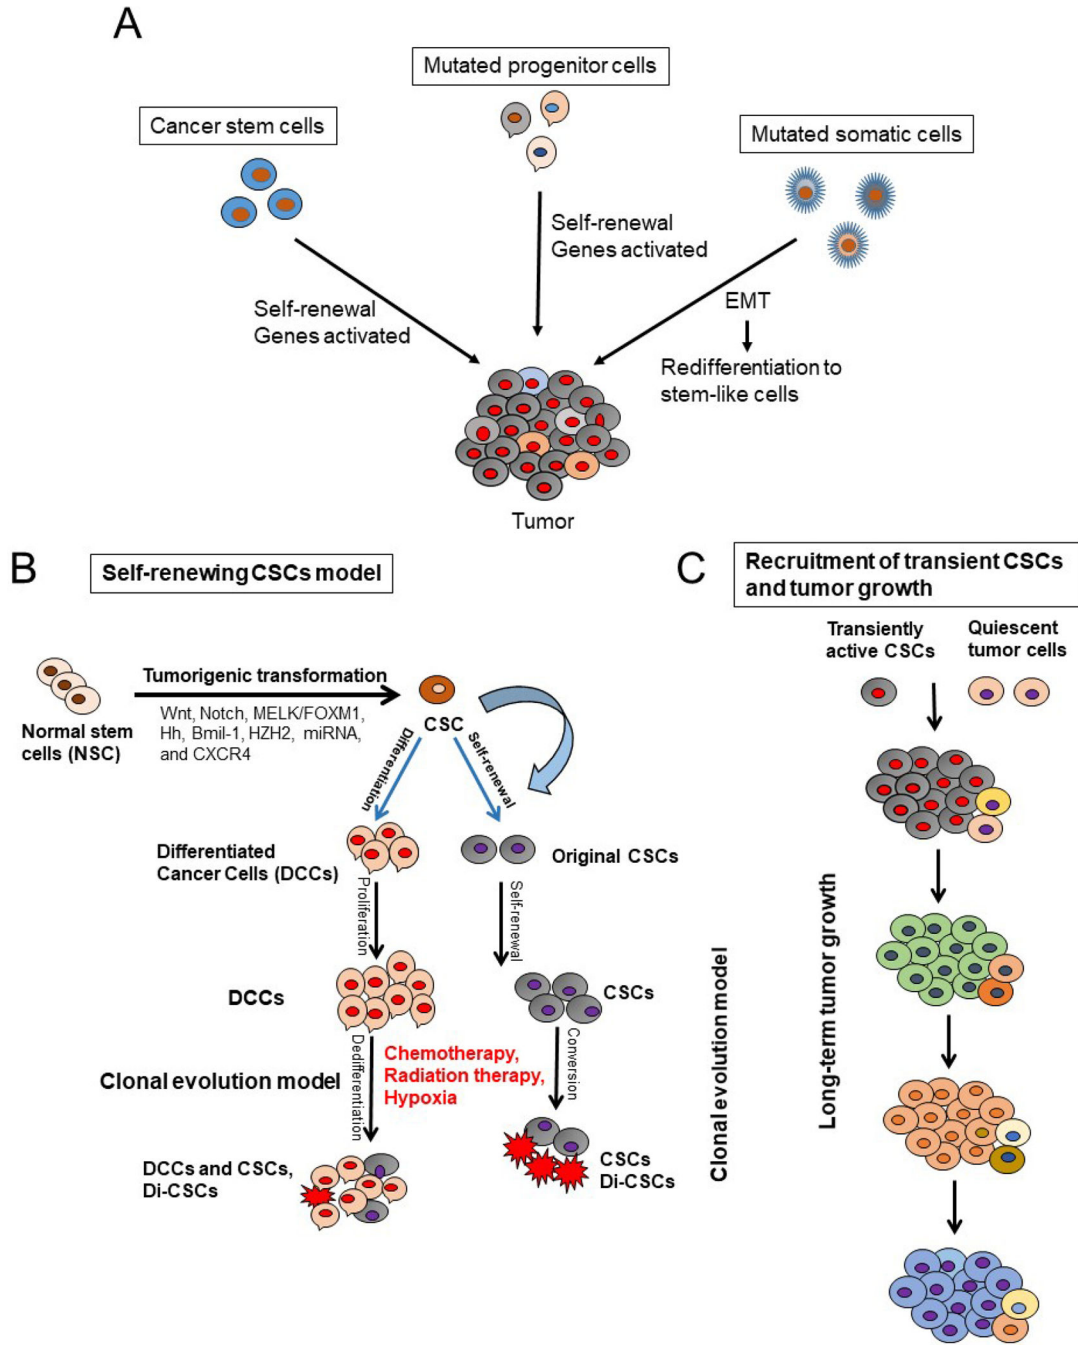 A
Mutated progenitor cells
Cancer stem cells
Mutated somatic cells
Self-renewal
Genes activated
Self-renewal
Genes activated
EMT
Redifferentiation to
stem-like cells
Tumor
B
Self-renewing CSCs model
Tumorigenic transformation
Wnt, Notch, MELK/FOXM1,
Hh, Bmil-1, HZH2, miRNA,
and CXCR4
Normal stem
cells (NSC)
CSC
Differentiation
Self-renewal
Differentiated
Cancer Cells (DCCs)
Original CSCs
Proliferation
Self-renewal
DCCs
CSCs
Dedifferentiation
Chemotherapy,
Radiation therapy,
Hypoxia
Conversion
Clonal evolution model
DCCs and CSCs,
Di-CSCs
CSCs
Di-CSCs
C
Recruitment of transient CSCs
and tumor growth
Transiently
active CSCs
Quiescent
tumor cells
Clonal evolution model
Long-term tumor growth